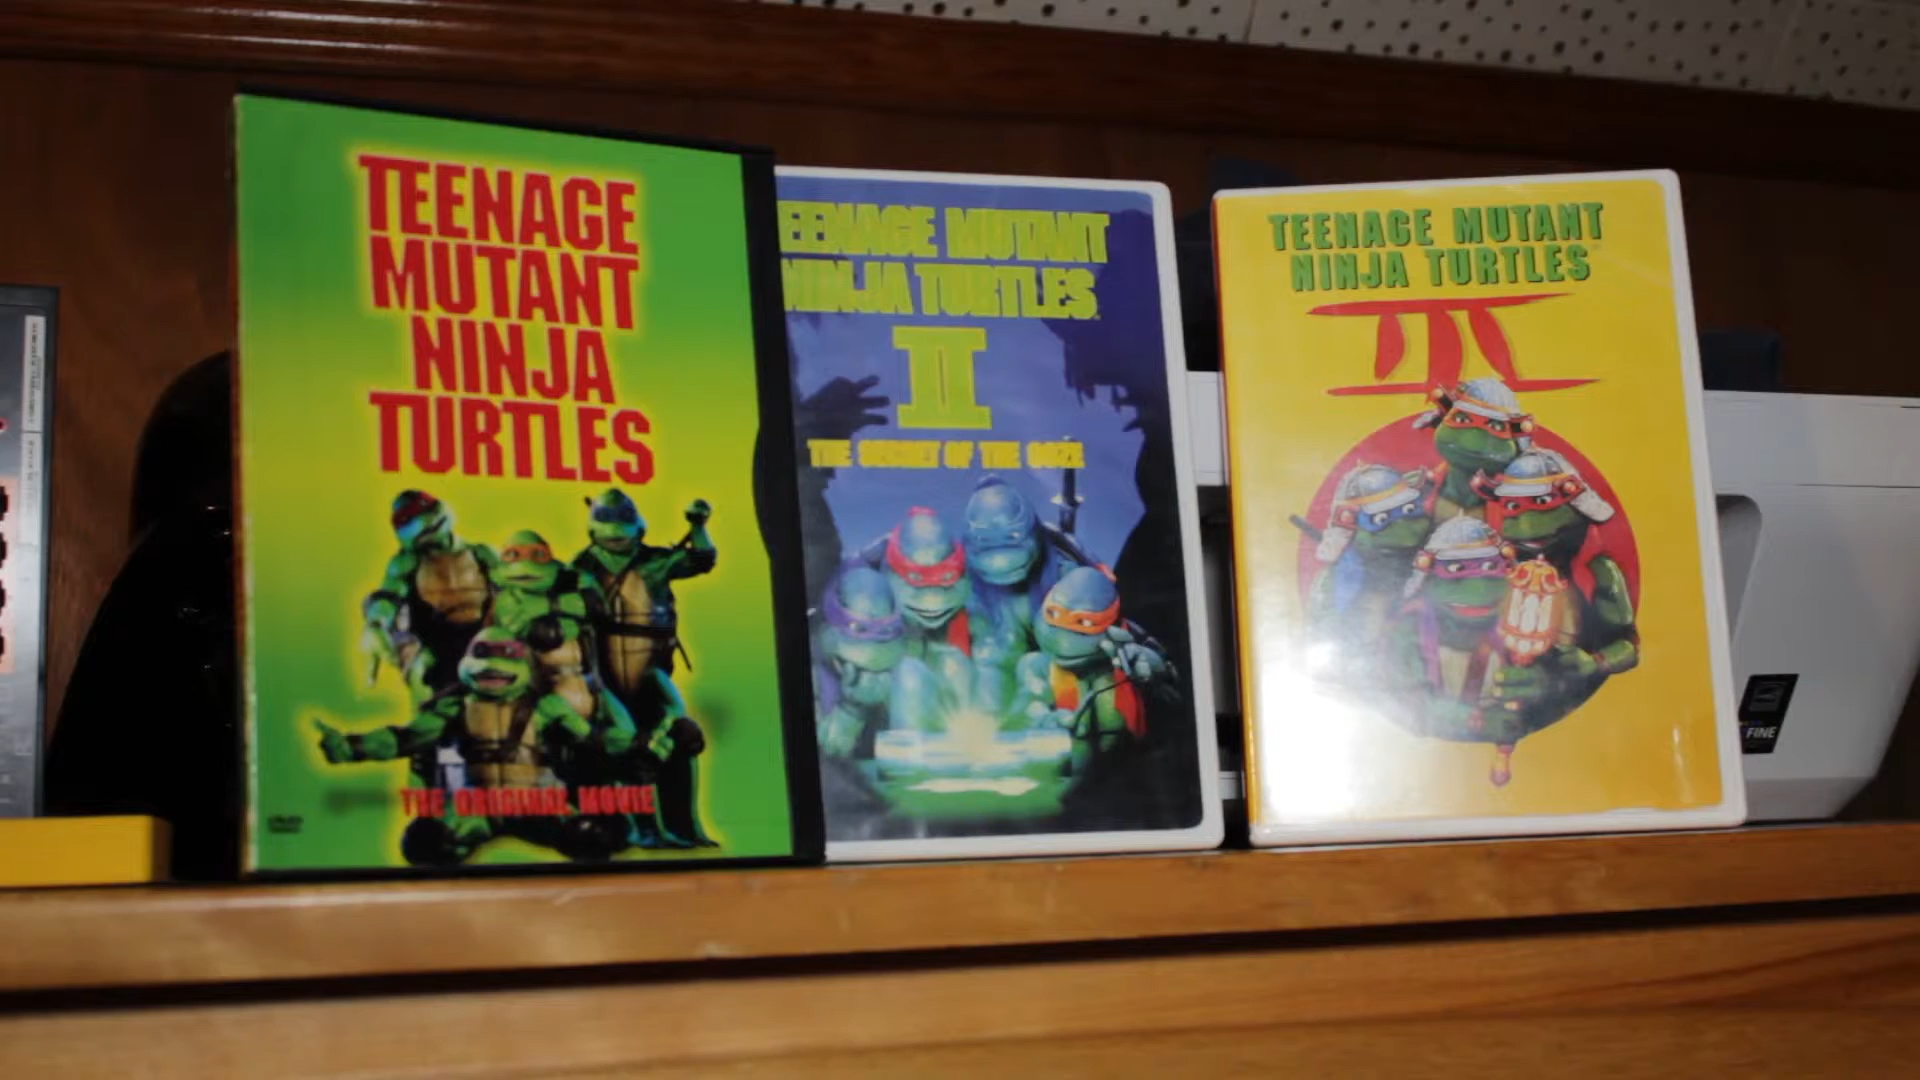 TEENAGE
MUTANT
NINJA
TURTLES
THE ORIGINAL MOVIE
EENAGE MUTANT
NINJA TURTLES
II
THE SECRET OF THE OOZE
TEENAGE MUTANT
NINJA TURTLES
III
FINE